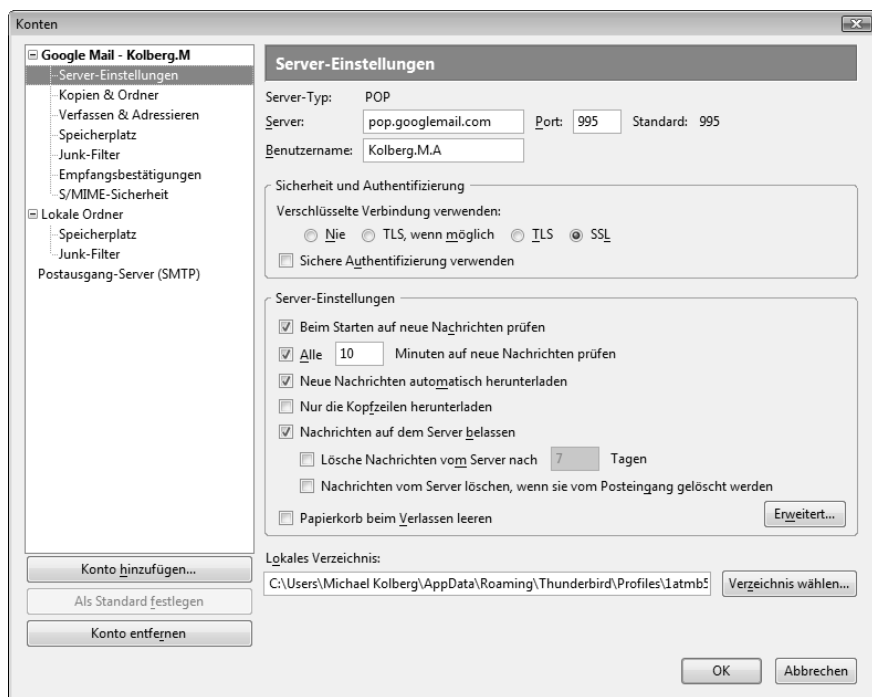 Konten
Google Mail - Kolberg.M
Server-Einstellungen
Kopien & Ordner
Verfassen & Adressieren
Speicherplatz
Junk-Filter
Empfangsbestätigungen
S/MIME-Sicherheit
Lokale Ordner
Speicherplatz
Junk-Filter
Postausgang-Server (SMTP)
Konto hinzufügen...
Als Standard festlegen
Konto entfernen
Server-Einstellungen
Server-Typ: POP
Server: pop.googlemail.com Port: 995 Standard: 995
Benutzername: Kolberg.M.A
Sicherheit und Authentifizierung
Verschlüsselte Verbindung verwenden:
Nie TLS, wenn möglich TLS SSL
Sichere Authentifizierung verwenden
Server-Einstellungen
Beim Starten auf neue Nachrichten prüfen
Alle 10 Minuten auf neue Nachrichten prüfen
Neue Nachrichten automatisch herunterladen
Nur die Kopfzeilen herunterladen
Nachrichten auf dem Server belassen
Lösche Nachrichten vom Server nach 7 Tagen
Nachrichten vom Server löschen, wenn sie vom Posteingang gelöscht werden
Papierkorb beim Verlassen leeren Erweitert...
Lokales Verzeichnis:
C:\Users\Michael Kolberg\AppData\Roaming\Thunderbird\Profiles\1atmb5 Verzeichnis wählen...
OK Abbrechen